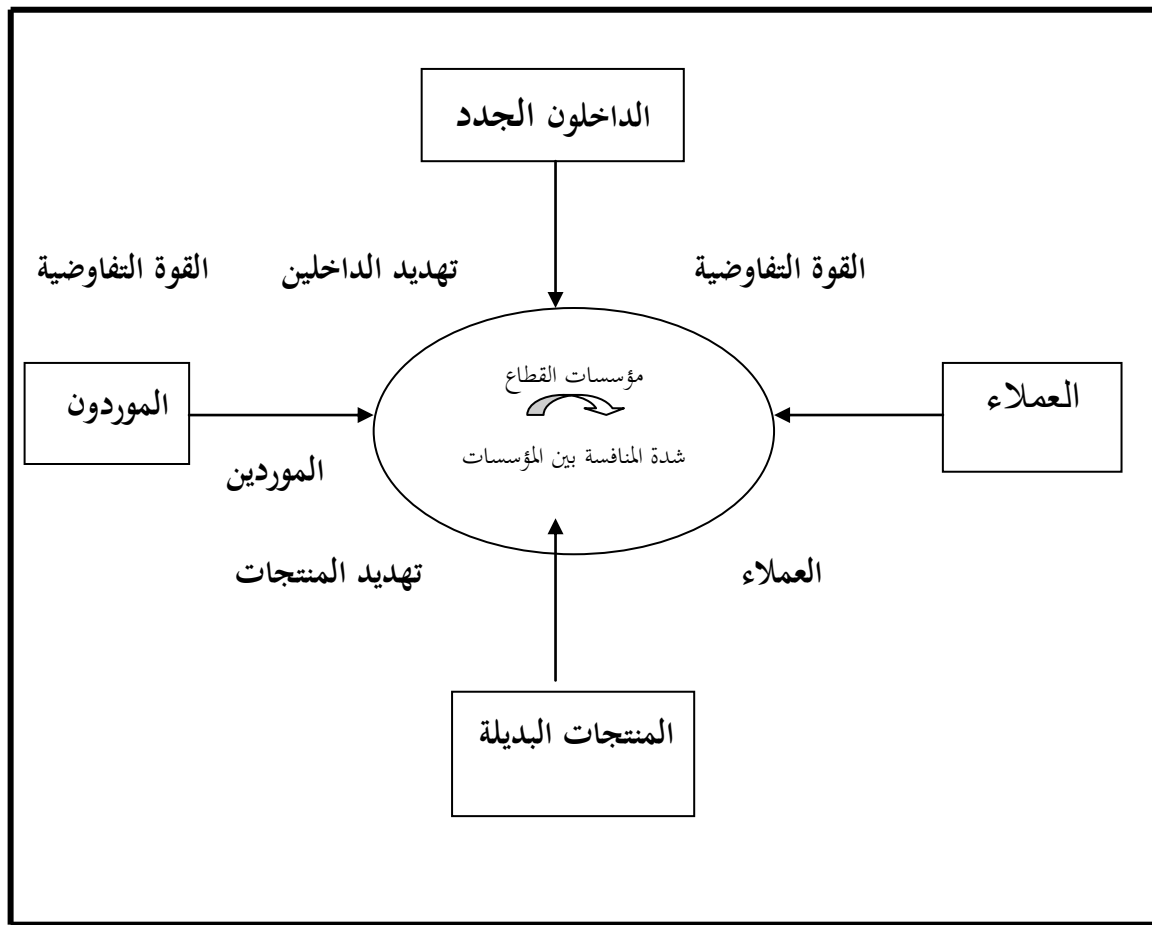 الداخلون الجدد
القوة التفاوضية
تهديد الداخلين
القوة التفاوضية
العملاء
مؤسسات القطاع
الموردون
شدة المنافسة بين المؤسسات
الموردين
العملاء
تهديد المنتجات
المنتجات البديلة